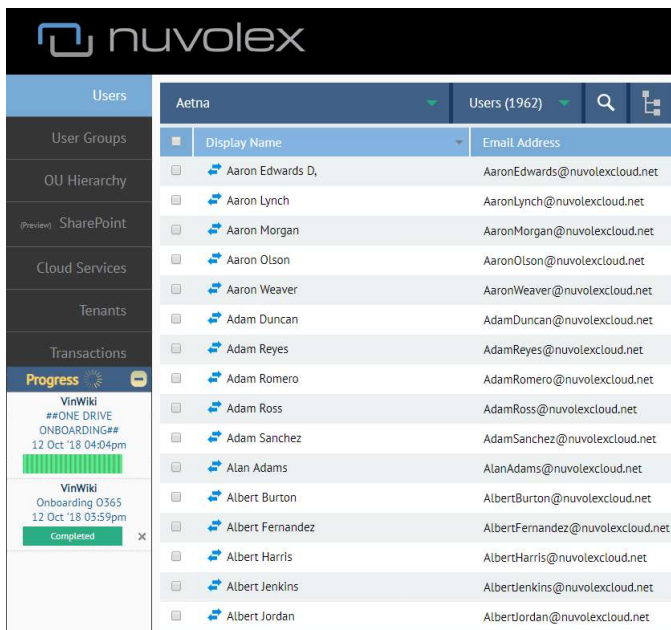 nuvolex
Users
User Groups
OU Hierarchy
(Preview) SharePoint
Cloud Services
Tenants
Transactions
Progress
VinWiki
##ONE DRIVE
ONBOARDING##
12 Oct '18 04:04pm
VinWiki
Onboarding O365
12 Oct '18 03:59pm
Completed
Aetna Users (1962)
Display Name Email Address
Aaron Edwards D, AaronEdwards@nuvolexcloud.net
Aaron Lynch AaronLynch@nuvolexcloud.net
Aaron Morgan AaronMorgan@nuvolexcloud.net
Aaron Olson AaronOlson@nuvolexcloud.net
Aaron Weaver AaronWeaver@nuvolexcloud.net
Adam Duncan AdamDuncan@nuvolexcloud.net
Adam Reyes AdamReyes@nuvolexcloud.net
Adam Romero AdamRomero@nuvolexcloud.net
Adam Ross AdamRoss@nuvolexcloud.net
Adam Sanchez AdamSanchez@nuvolexcloud.net
Alan Adams AlanAdams@nuvolexcloud.net
Albert Burton AlbertBurton@nuvolexcloud.net
Albert Fernandez AlbertFernandez@nuvolexcloud.net
Albert Harris AlbertHarris@nuvolexcloud.net
Albert Jenkins AlbertJenkins@nuvolexcloud.net
Albert Jordan AlbertJordan@nuvolexcloud.net